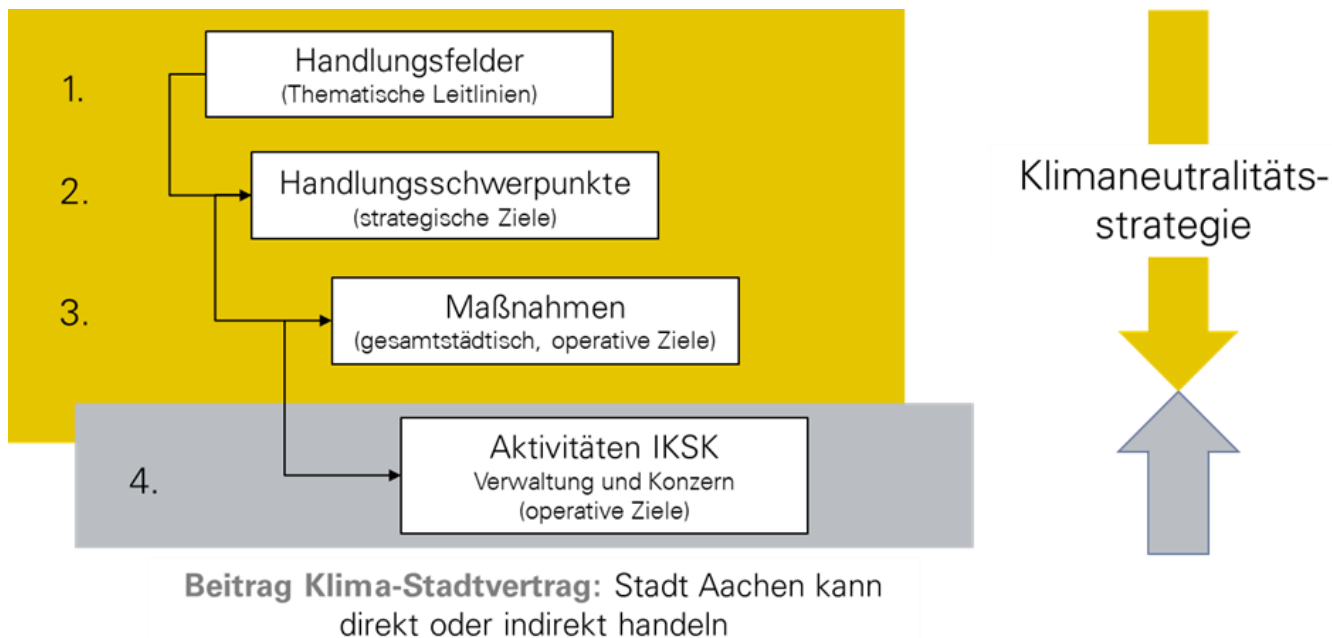 1.
Handlungsfelder
(Thematische Leitlinien)
2.
Handlungsschwerpunkte
(strategische Ziele)
3.
Maßnahmen
(gesamtstädtisch, operative Ziele)
4.
Aktivitäten IKSK
Verwaltung und Konzern
(operative Ziele)
Klimaneutralitäts-
strategie
Beitrag Klima-Stadtvertrag: Stadt Aachen kann
direkt oder indirekt handeln